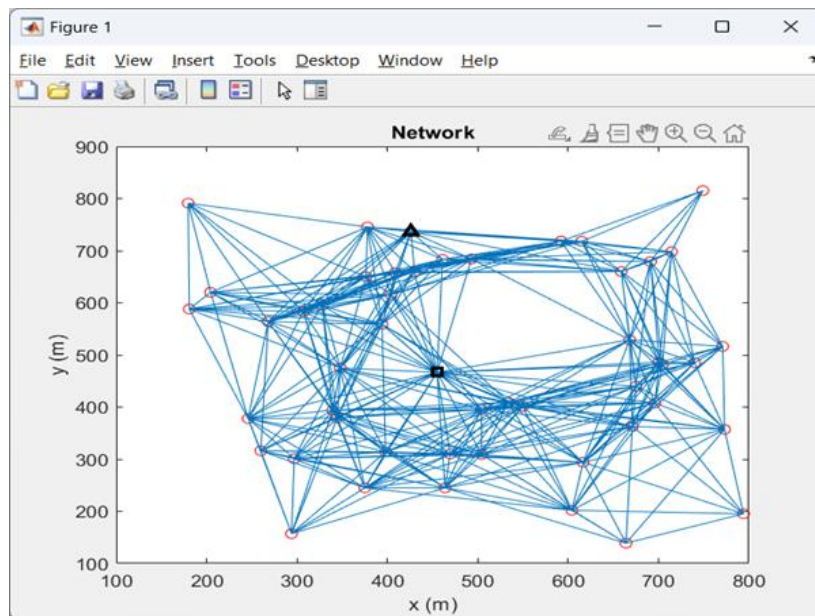 Figure 1
File Edit View Insert Tools Desktop Window Help
Network
900
800
700
600
500
400
300
200
100
y (m)
100 200 300 400 500 600 700 800
x (m)